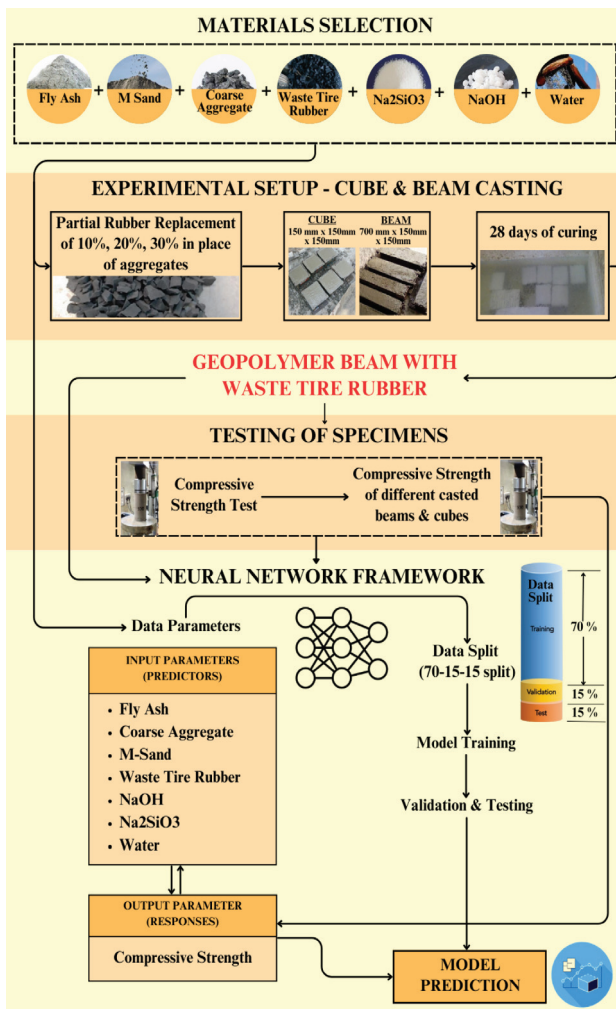 MATERIALS SELECTION
Fly Ash
+
M Sand
+
Coarse
Aggregate
+
Waste Tire
Rubber
+
Na2SiO3
+
NaOH
+
Water
EXPERIMENTAL SETUP - CUBE & BEAM CASTING
Partial Rubber Replacement
of 10%, 20%, 30% in place
of aggregates
CUBE
150 mm x 150mm
x 150mm
BEAM
700 mm x 150mm x
150mm
28 days of curing
GEOPOLYMER BEAM WITH
WASTE TIRE RUBBER
TESTING OF SPECIMENS
Compressive
Strength Test
Compressive Strength
of different casted
beams & cubes
NEURAL NETWORK FRAMEWORK
Data Parameters
INPUT PARAMETERS
(PREDICTORS)
• Fly Ash
• Coarse Aggregate
• M-Sand
• Waste Tire Rubber
• NaOH
• Na2SiO3
• Water
OUTPUT PARAMETER
(RESPONSES)
Compressive Strength
Data Split
(70-15-15 split)
Model Training
Validation & Testing
MODEL
PREDICTION
Data
Split
Training
70 %
Validation
15 %
Test
15 %